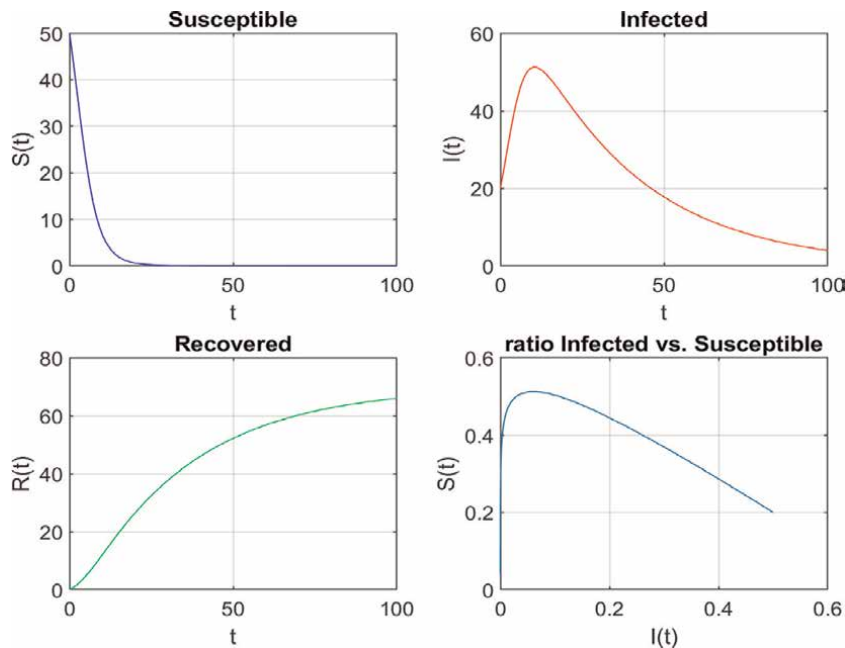 Susceptible
50
40
30
20
10
0
S(t)
0 50 100
t
Infected
60
40
20
0
I(t)
0 50 100
t
Recovered
80
60
40
20
0
R(t)
0 50 100
t
ratio Infected vs. Susceptible
0.6
0.4
0.2
0
S(t)
0 0.2 0.4 0.6
I(t)